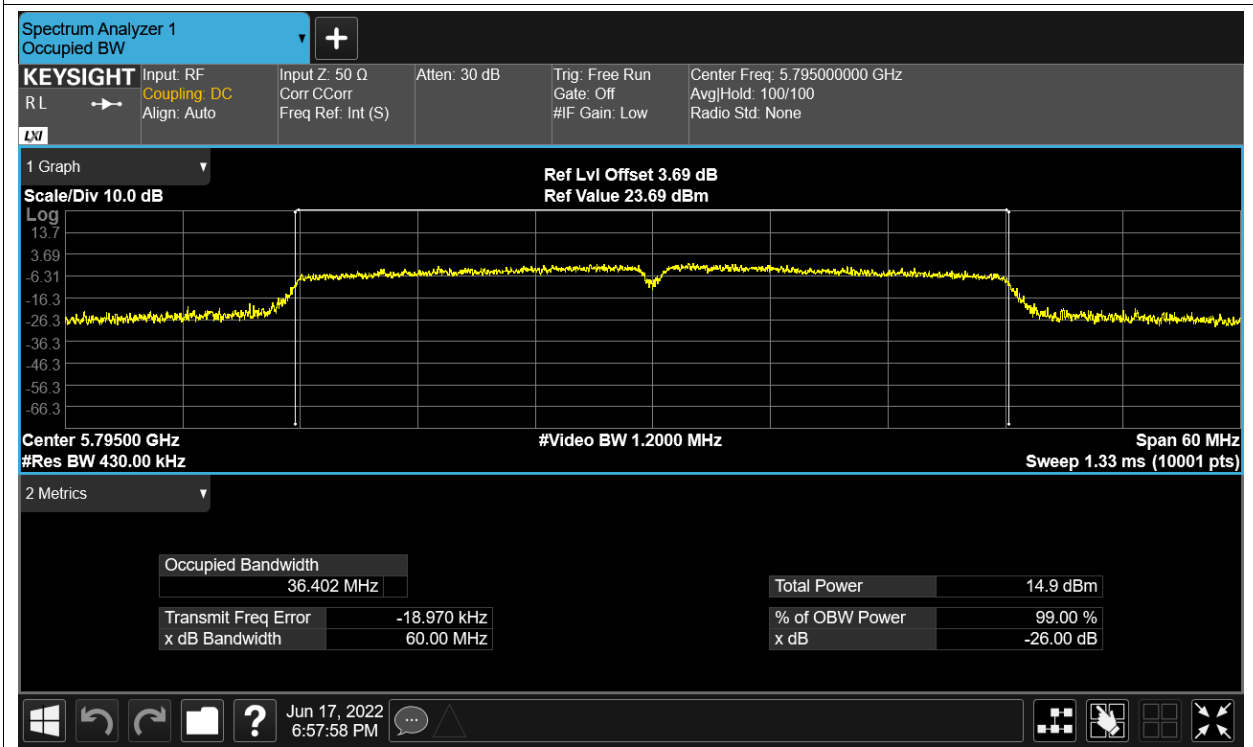 Spectrum Analyzer 1
Occupied BW
KEYSIGHT
R L
LXI
Input: RF
Coupling: DC
Align: Auto
Input Z: 50 Ω
Corr CCorr
Freq Ref: Int (S)
Atten: 30 dB
Trig: Free Run
Gate: Off
#IF Gain: Low
Center Freq: 5.795000000 GHz
Avg|Hold: 100/100
Radio Std: None
1 Graph
Scale/Div 10.0 dB
Ref Lvl Offset 3.69 dB
Ref Value 23.69 dBm
Log
13.7
3.69
-6.31
-16.3
-26.3
-36.3
-46.3
-56.3
-66.3
Center 5.79500 GHz
#Video BW 1.2000 MHz
Span 60 MHz
#Res BW 430.00 kHz
Sweep 1.33 ms (10001 pts)
2 Metrics
Occupied Bandwidth
36.402 MHz
Total Power 14.9 dBm
Transmit Freq Error -18.970 kHz
% of OBW Power 99.00 %
x dB Bandwidth 60.00 MHz
x dB -26.00 dB
?
Jun 17, 2022
6:57:58 PM